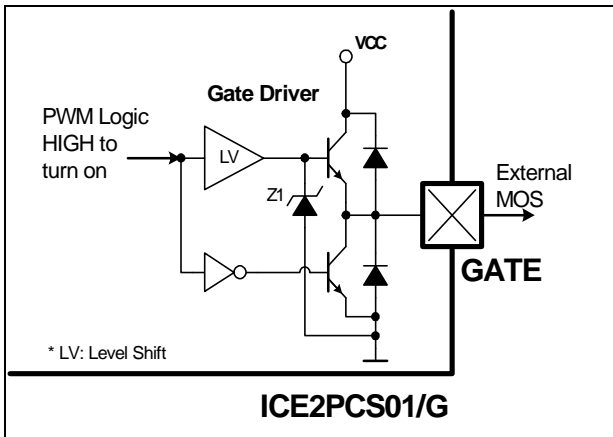 VCC
Gate Driver
PWM Logic
HIGH to
turn on
LV
Z1
External
MOS
GATE
* LV: Level Shift
ICE2PCS01/G